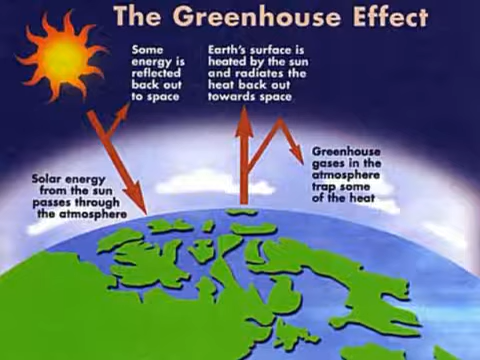 The Greenhouse Effect
Some
energy is
reflected
back out
to space
Earth's surface is
heated by the sun
and radiates the
heat back out
towards space
Greenhouse
gases in the
atmosphere
trap some
of the heat
Solar energy
from the sun
passes through
the atmosphere